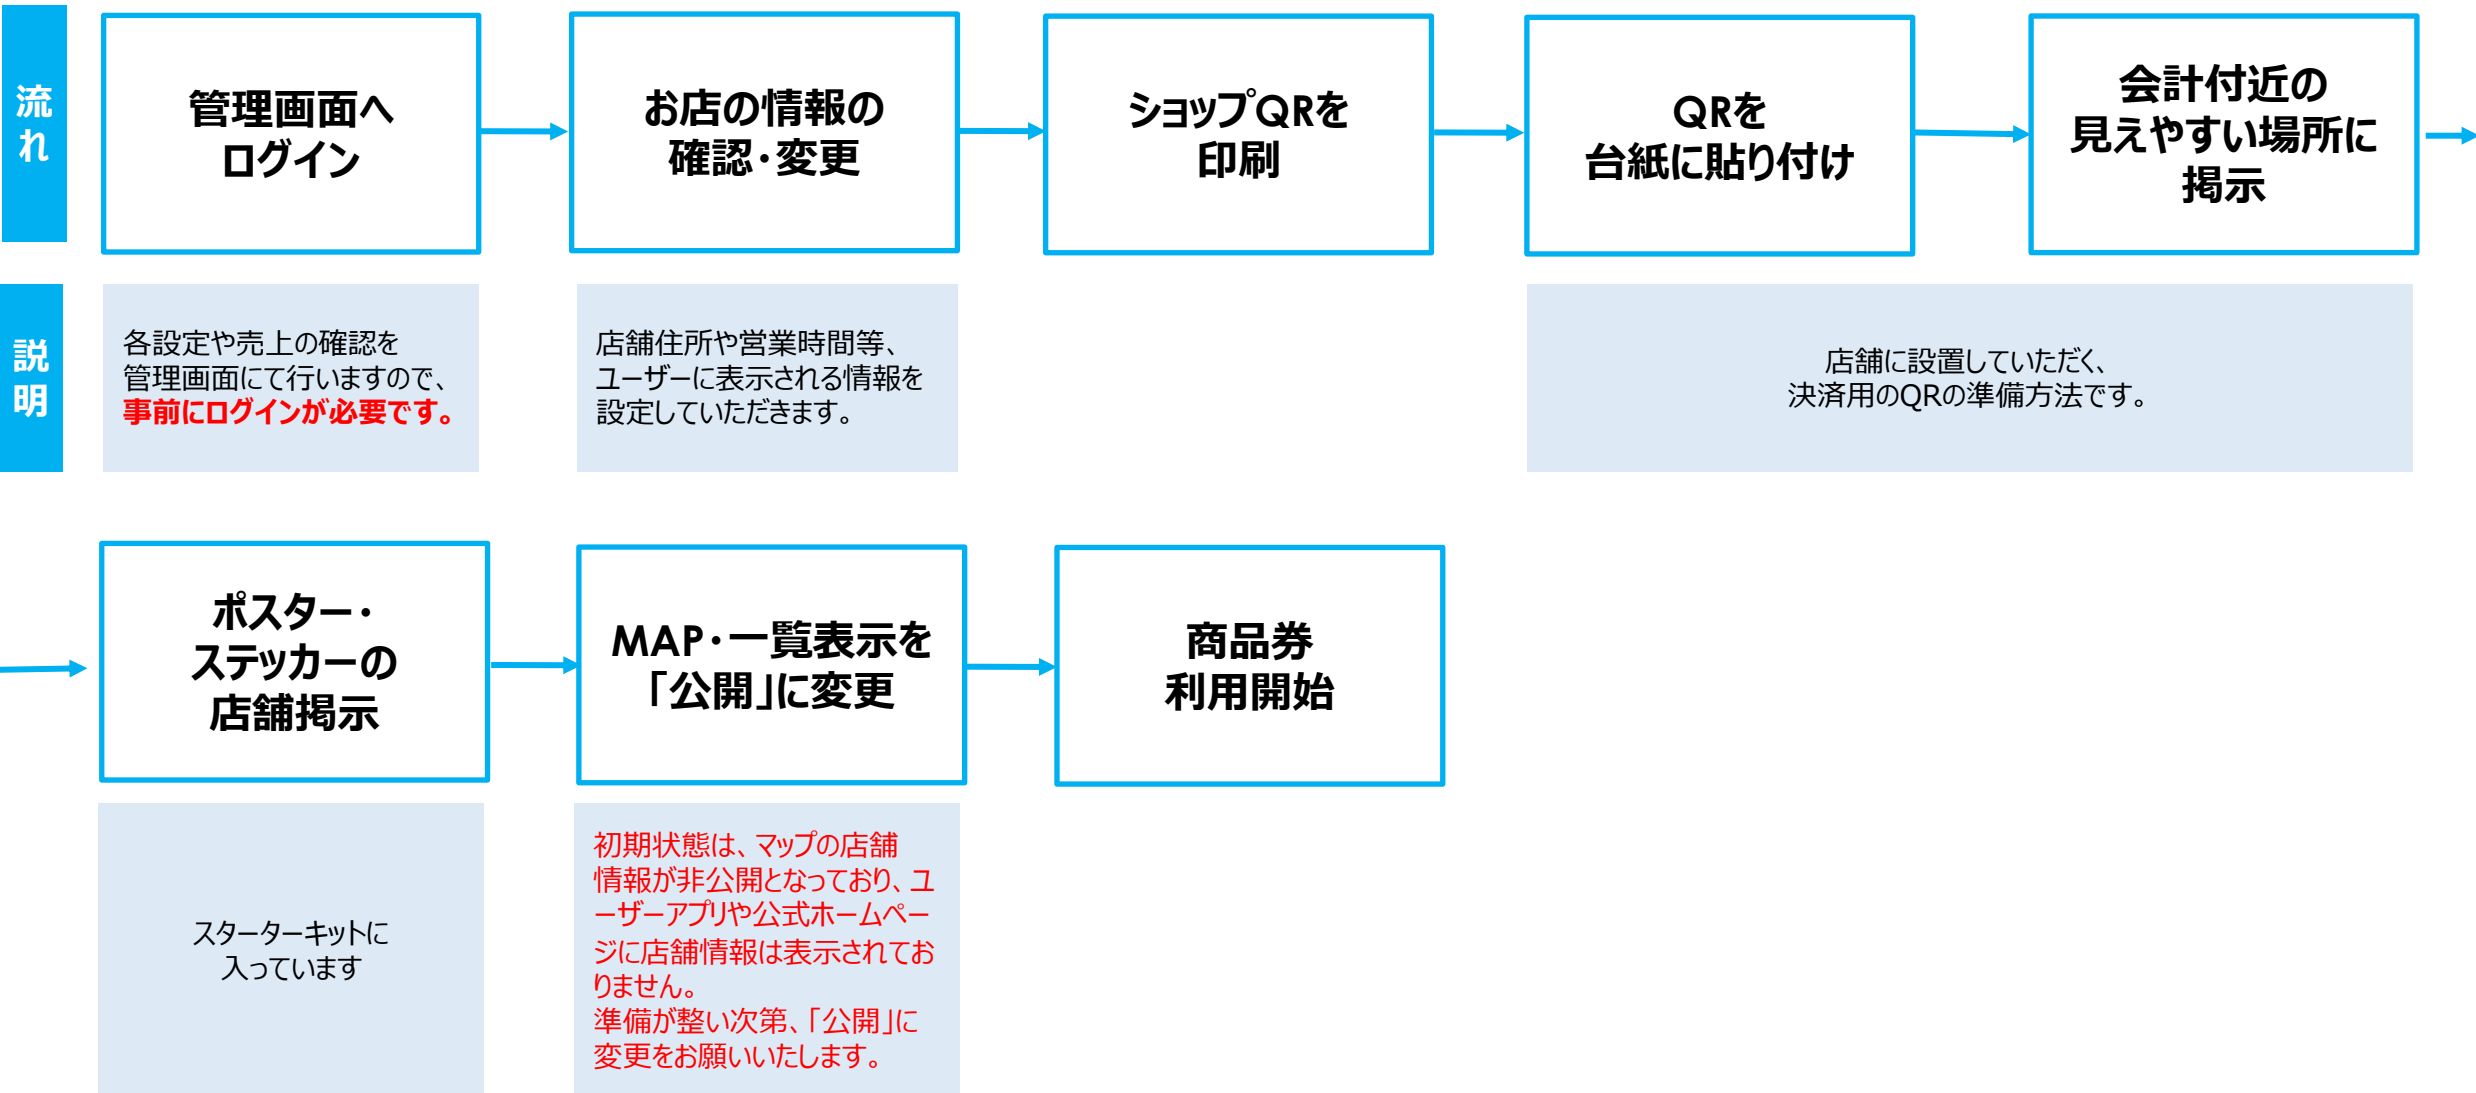 流れ
管理画面へ
ログイン
お店の情報の
確認・変更
ショップQRを
印刷
QRを
台紙に貼り付け
会計付近の
見えやすい場所に
掲示
説明
各設定や売上の確認を
管理画面にて行いますので、
事前にログインが必要です。
店舗住所や営業時間等、
ユーザーに表示される情報を
設定していただきます。
店舗に設置していただく、
決済用のQRの準備方法です。
ポスター・
ステッカーの
店舗掲示
MAP・一覧表示を
「公開」に変更
商品券
利用開始
スターターキットに
入っています
初期状態は、マップの店舗
情報が非公開となっており、ユ
ーザーアプリや公式ホームペー
ジに店舗情報は表示されてお
りません。
準備が整い次第、「公開」に
変更をお願いいたします。